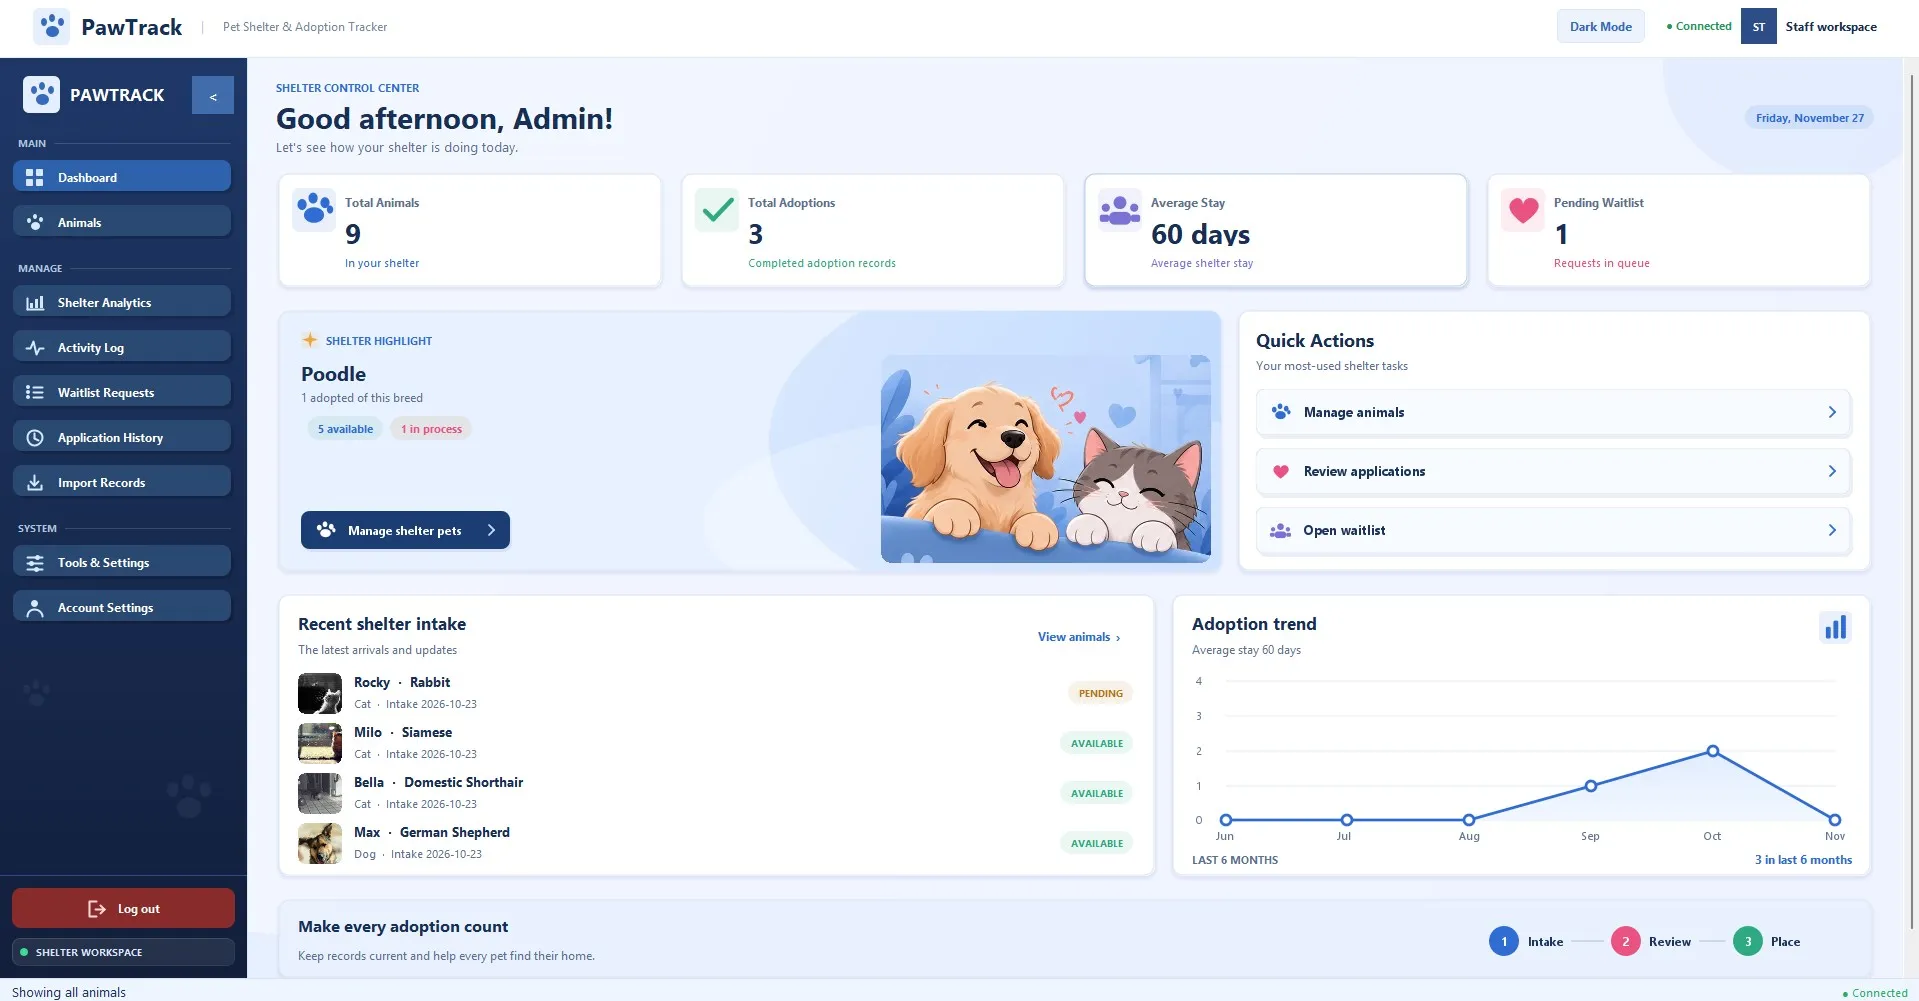 PawTrack
Pet Shelter & Adoption Tracker
Dark Mode
Connected
ST
Staff workspace
PAWTRACK
<
MAIN
Dashboard
Animals
MANAGE
Shelter Analytics
Activity Log
Waitlist Requests
Application History
Import Records
SYSTEM
Tools & Settings
Account Settings
Log out
SHELTER WORKSPACE
SHELTER CONTROL CENTER
Good afternoon, Admin!
Let's see how your shelter is doing today.
Friday, November 27
Total Animals
9
In your shelter
Total Adoptions
3
Completed adoption records
Average Stay
60 days
Average shelter stay
Pending Waitlist
1
Requests in queue
SHELTER HIGHLIGHT
Poodle
1 adopted of this breed
5 available
1 in process
Manage shelter pets
Quick Actions
Your most-used shelter tasks
Manage animals
Review applications
Open waitlist
Recent shelter intake
The latest arrivals and updates
View animals ›
Rocky · Rabbit
Cat · Intake 2026-10-23
PENDING
Milo · Siamese
Cat · Intake 2026-10-23
AVAILABLE
Bella · Domestic Shorthair
Cat · Intake 2026-10-23
AVAILABLE
Max · German Shepherd
Dog · Intake 2026-10-23
AVAILABLE
Adoption trend
Average stay 60 days
4
3
2
1
0
Jun Jul Aug Sep Oct Nov
LAST 6 MONTHS
3 in last 6 months
Make every adoption count
Keep records current and help every pet find their home.
1 Intake
2 Review
3 Place
Showing all animals
Connected